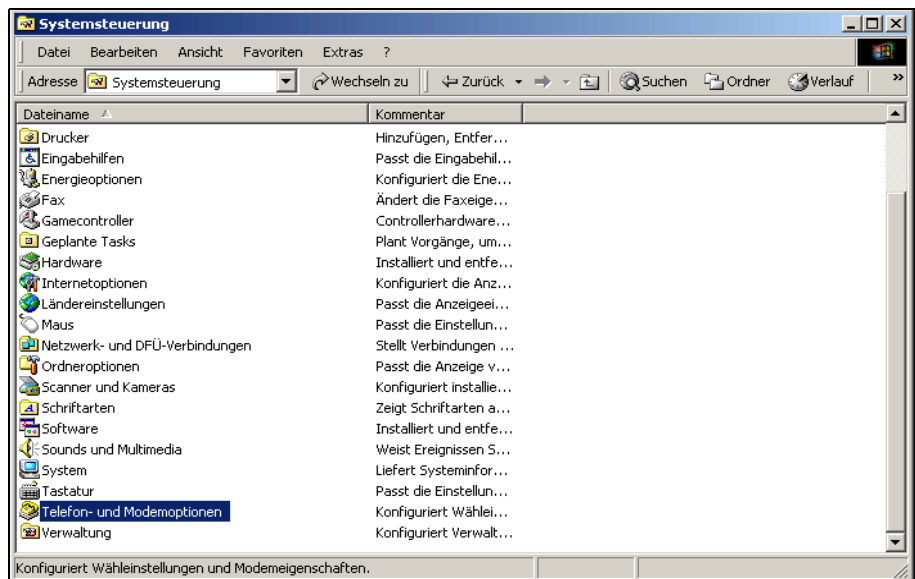 Systemsteuerung
Datei Bearbeiten Ansicht Favoriten Extras ?
Adresse Systemsteuerung Wechseln zu Zurück Suchen Ordner Verlauf »
Dateiname Kommentar
Drucker Hinzufügen, Entfer...
Eingabehilfen Passt die Eingabehil...
Energieoptionen Konfiguriert die Ene...
Fax Ändert die Faxeige...
Gamecontroller Controllerhardware...
Geplante Tasks Plant Vorgänge, um...
Hardware Installiert und entfe...
Internetoptionen Konfiguriert die Anz...
Ländereinstellungen Passt die Anzeigeei...
Maus Passt die Einstellun...
Netzwerk- und DFÜ-Verbindungen Stellt Verbindungen ...
Ordneroptionen Passt die Anzeige v...
Scanner und Kameras Konfiguriert installie...
Schriftarten Zeigt Schriftarten a...
Software Installiert und entfe...
Sounds und Multimedia Weist Ereignissen S...
System Liefert Systeminfor...
Tastatur Passt die Einstellun...
Telefon- und Modemoptionen Konfiguriert Wählei...
Verwaltung Konfiguriert Verwalt...
Konfiguriert Wähleinstellungen und Modemeigenschaften.